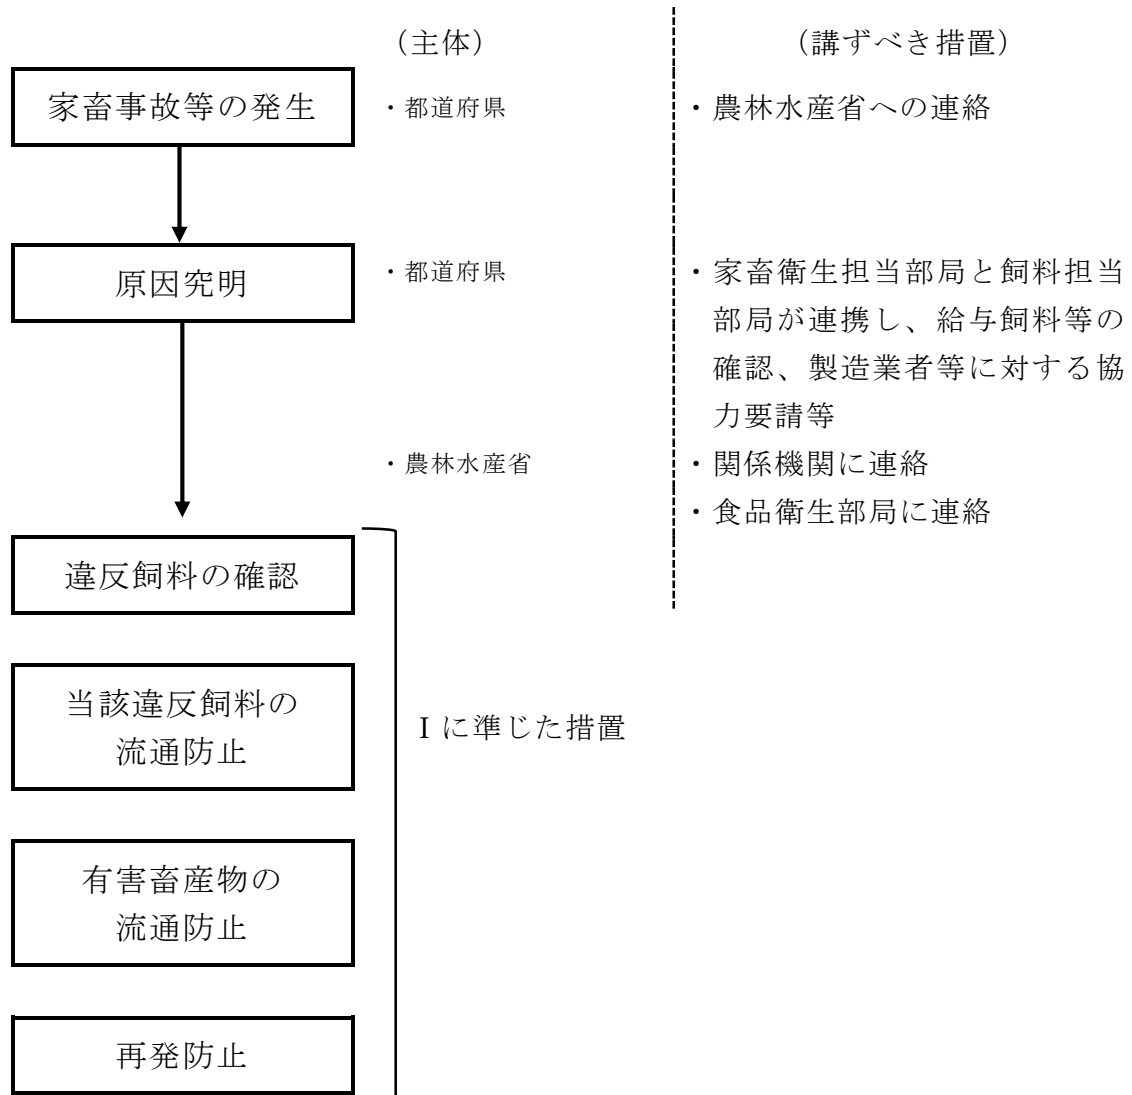 （主体）
（講ずべき措置）
家畜事故等の発生
・都道府県
・農林水産省への連絡
原因究明
・都道府県
・家畜衛生担当部局と飼料担当
部局が連携し、給与飼料等の
確認、製造業者等に対する協
力要請等
・農林水産省
・関係機関に連絡
・食品衛生部局に連絡
違反飼料の確認
当該違反飼料の
流通防止
Ⅰに準じた措置
有害畜産物の
流通防止
再発防止